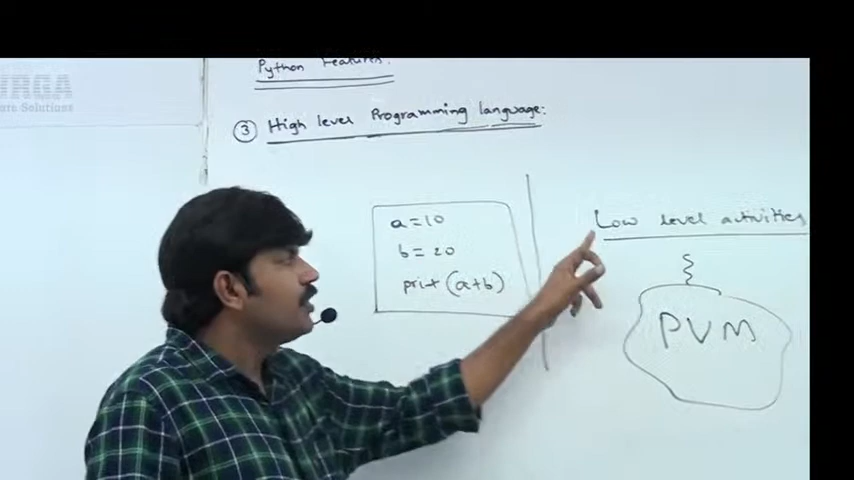 Python Features:
③ High level Programming language:
a=10
b=20
print(a+b)
Low level activities
PVM